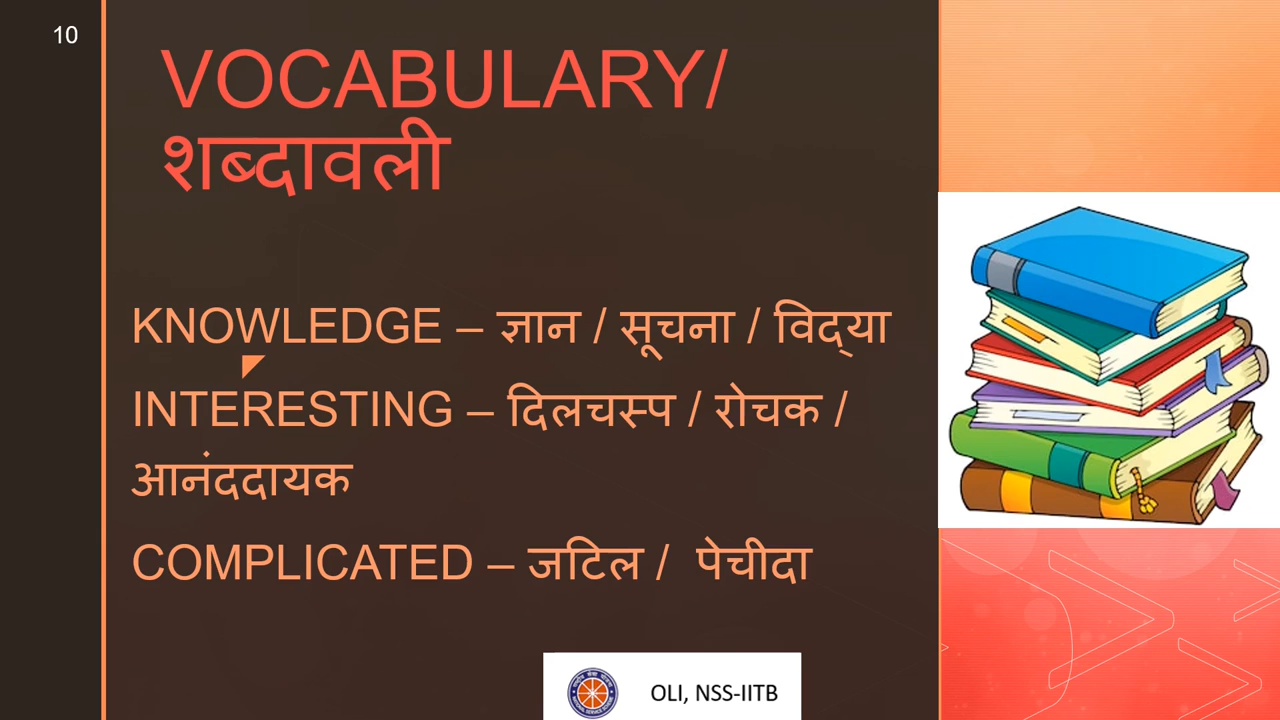 10
VOCABULARY/
शब्दावली
KNOWLEDGE – ज्ञान / सूचना / विद्‌या
INTERESTING – दिलचस्प / रोचक /
आनंददायक
COMPLICATED – जटिल / पेचीदा
OLI, NSS-IITB